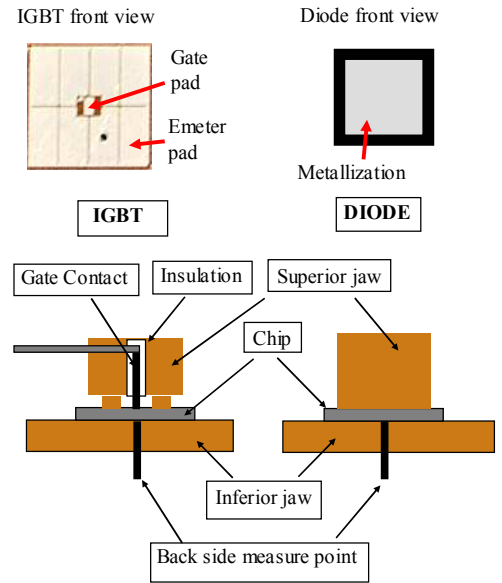 IGBT front view
Diode front view
Gate
pad
Emeter
pad
Metallization
IGBT
DIODE
Gate Contact
Insulation
Superior jaw
Chip
Inferior jaw
Back side measure point